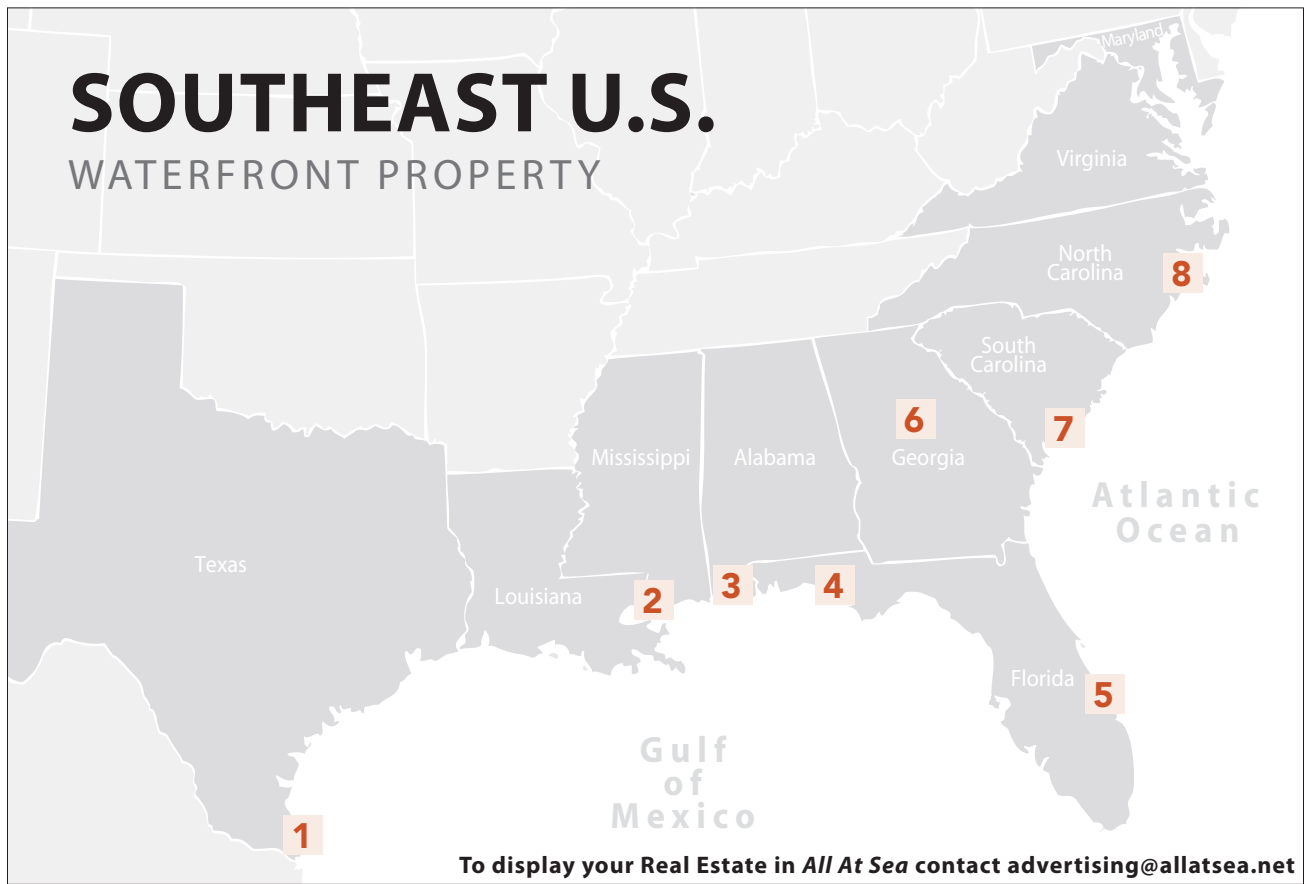 SOUTHEAST U.S.
WATERFRONT PROPERTY
Maryland
Virginia
North
Carolina
8
South
Carolina
6
7
Mississippi
Alabama
Georgia
Atlantic
Ocean
Texas
Louisiana
2
3
4
Florida
5
Gulf
of
Mexico
1
To display your Real Estate in All At Sea contact advertising@allatsea.net